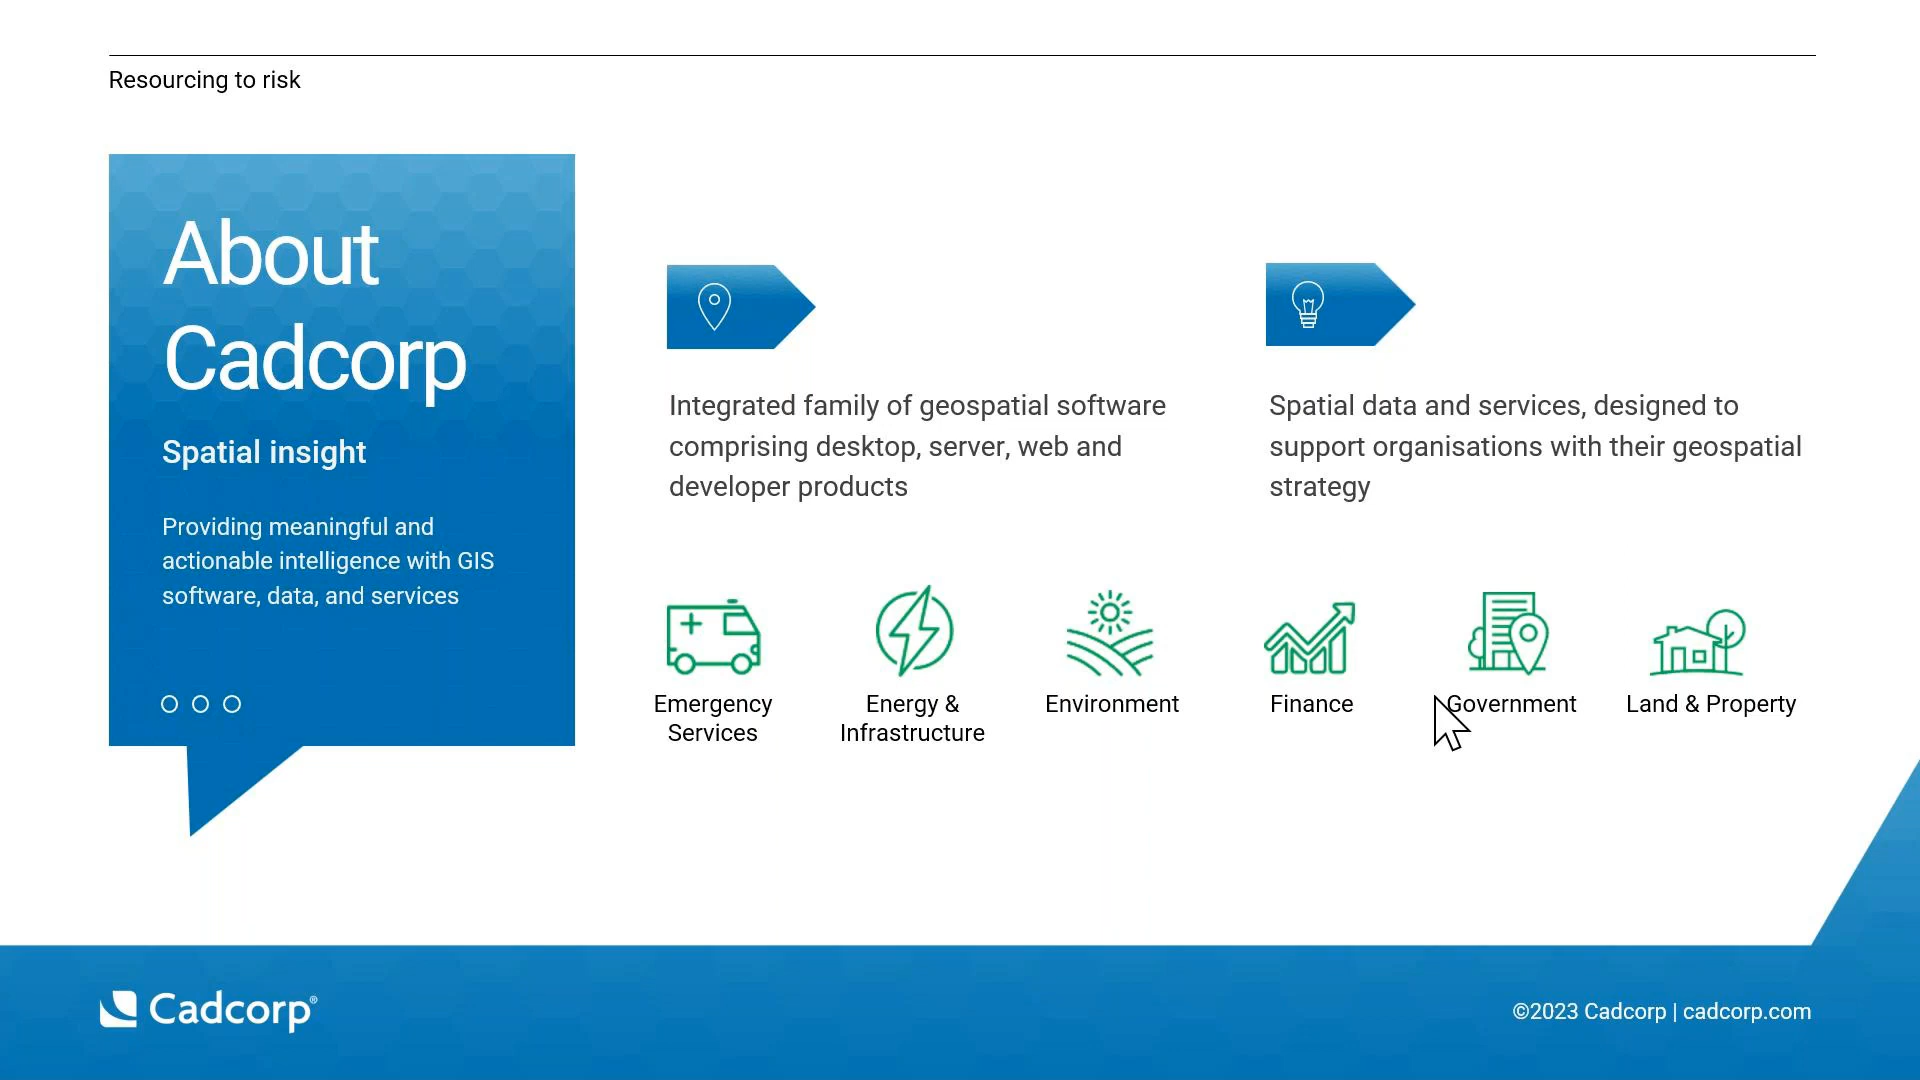 Resourcing to risk
About
Cadcorp
Spatial insight
Providing meaningful and
actionable intelligence with GIS
software, data, and services
Integrated family of geospatial software
comprising desktop, server, web and
developer products
Spatial data and services, designed to
support organisations with their geospatial
strategy
Emergency
Services
Energy &
Infrastructure
Environment
Finance
Government
Land & Property
Cadcorp®
©2023 Cadcorp | cadcorp.com